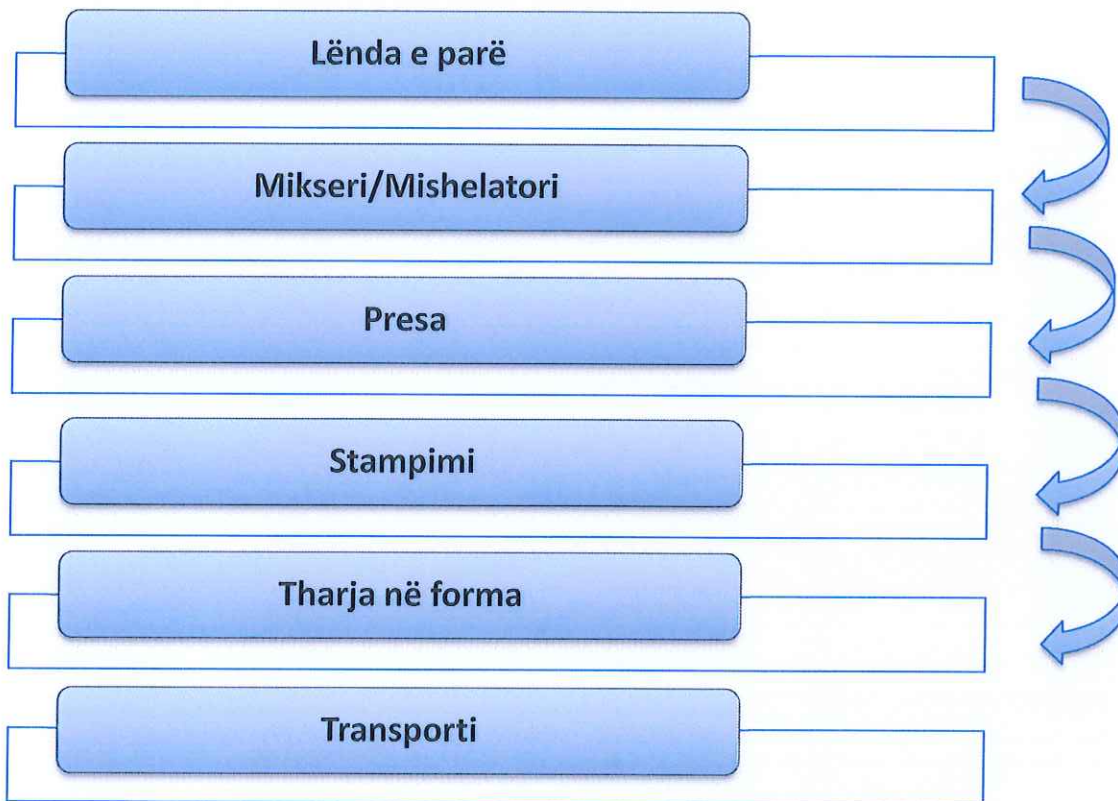 Lënda e parë
Mikseri/Mishelatori
Presa
Stampimi
Tharja në forma
Transporti